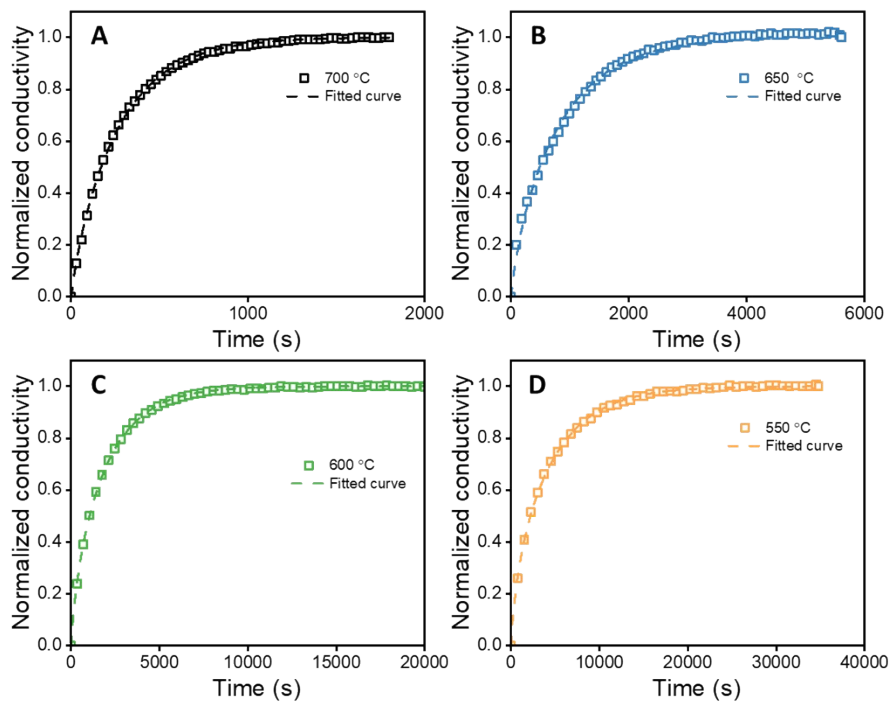 A
Normalized conductivity
1.0
0.8
0.6
0.4
0.2
0.0
700 °C
Fitted curve
0
1000
2000
Time (s)
B
Normalized conductivity
1.0
0.8
0.6
0.4
0.2
0.0
650 °C
Fitted curve
0
2000
4000
6000
Time (s)
C
Normalized conductivity
1.0
0.8
0.6
0.4
0.2
0.0
600 °C
Fitted curve
0
5000
10000
15000
20000
Time (s)
D
Normalized conductivity
1.0
0.8
0.6
0.4
0.2
0.0
550 °C
Fitted curve
0
10000
20000
30000
40000
Time (s)